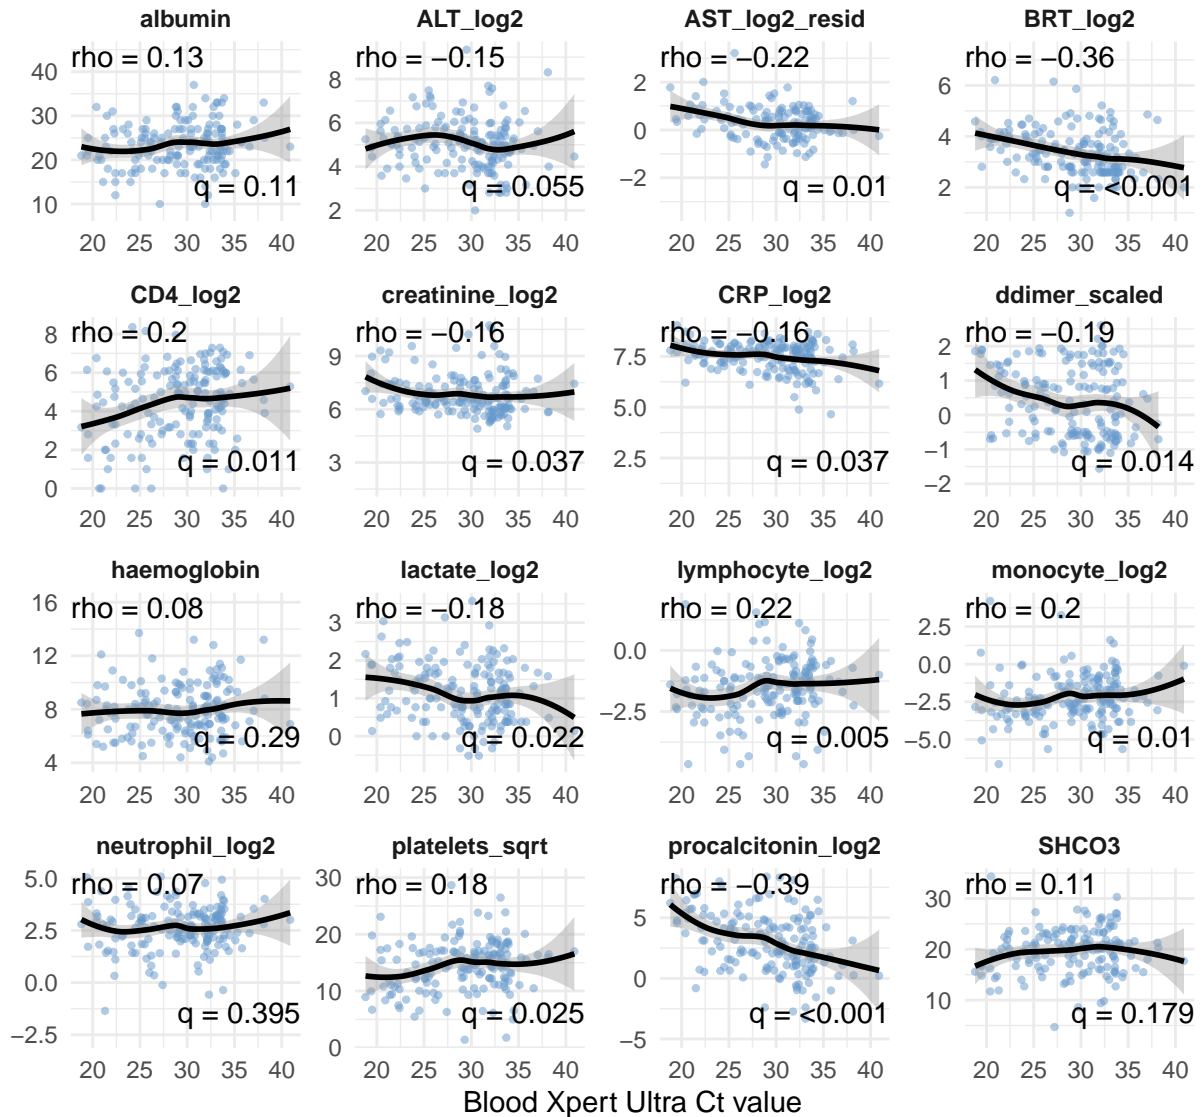 albumin ALT_log2 AST_log2_resid BRT_log2
rho = 0.13 rho = −0.15 rho = −0.22 rho = −0.36
40 30 20 10
8 6 4 2
2 0 −2
6 4 2
q = 0.11 q = 0.055 q = 0.01 q = <0.001
20 25 30 35 40 20 25 30 35 40 20 25 30 35 40 20 25 30 35 40
CD4_log2 creatinine_log2 CRP_log2 ddimer_scaled
rho = 0.2 rho = −0.16 rho = −0.16 rho = −0.19
8 6 4 2 0
9 6 3
7.5 5.0 2.5
2 1 0 −1 −2
q = 0.011 q = 0.037 q = 0.037 q = 0.014
20 25 30 35 40 20 25 30 35 40 20 25 30 35 40 20 25 30 35 40
haemoglobin lactate_log2 lymphocyte_log2 monocyte_log2
rho = 0.08 rho = −0.18 rho = 0.22 rho = 0.2
16 12 8 4
3 2 1 0
0.0 −2.5
2.5 0.0 −2.5 −5.0
q = 0.29 q = 0.022 q = 0.005 q = 0.01
20 25 30 35 40 20 25 30 35 40 20 25 30 35 40 20 25 30 35 40
neutrophil_log2 platelets_sqrt procalcitonin_log2 SHCO3
rho = 0.07 rho = 0.18 rho = −0.39 rho = 0.11
5.0 2.5 0.0 −2.5
30 20 10 0
5 0 −5
30 20 10
q = 0.395 q = 0.025 q = <0.001 q = 0.179
20 25 30 35 40 20 25 30 35 40 20 25 30 35 40 20 25 30 35 40
Blood Xpert Ultra Ct value